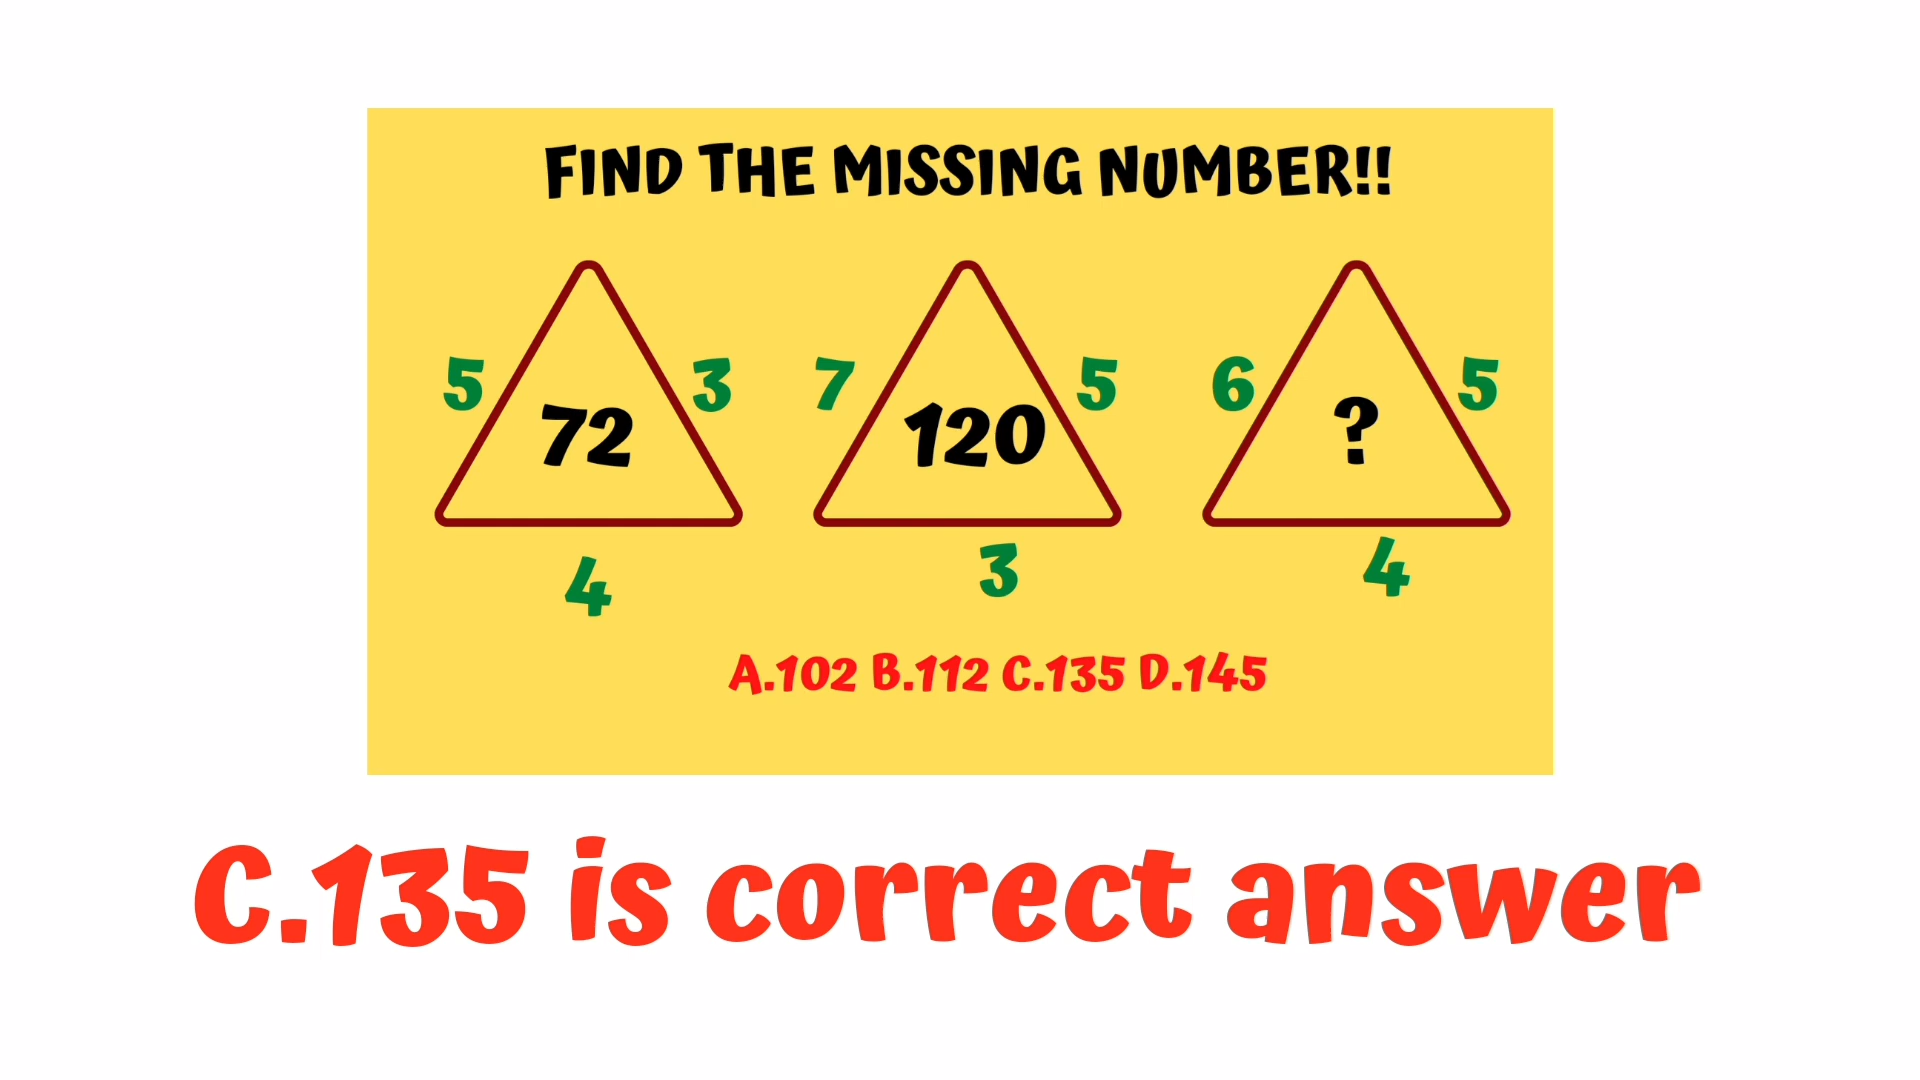 FIND THE MISSING NUMBER!!
5 72 3
4
7 120 5
3
6 ? 5
4
A.102 B.112 C.135 D.145
C.135 is correct answer